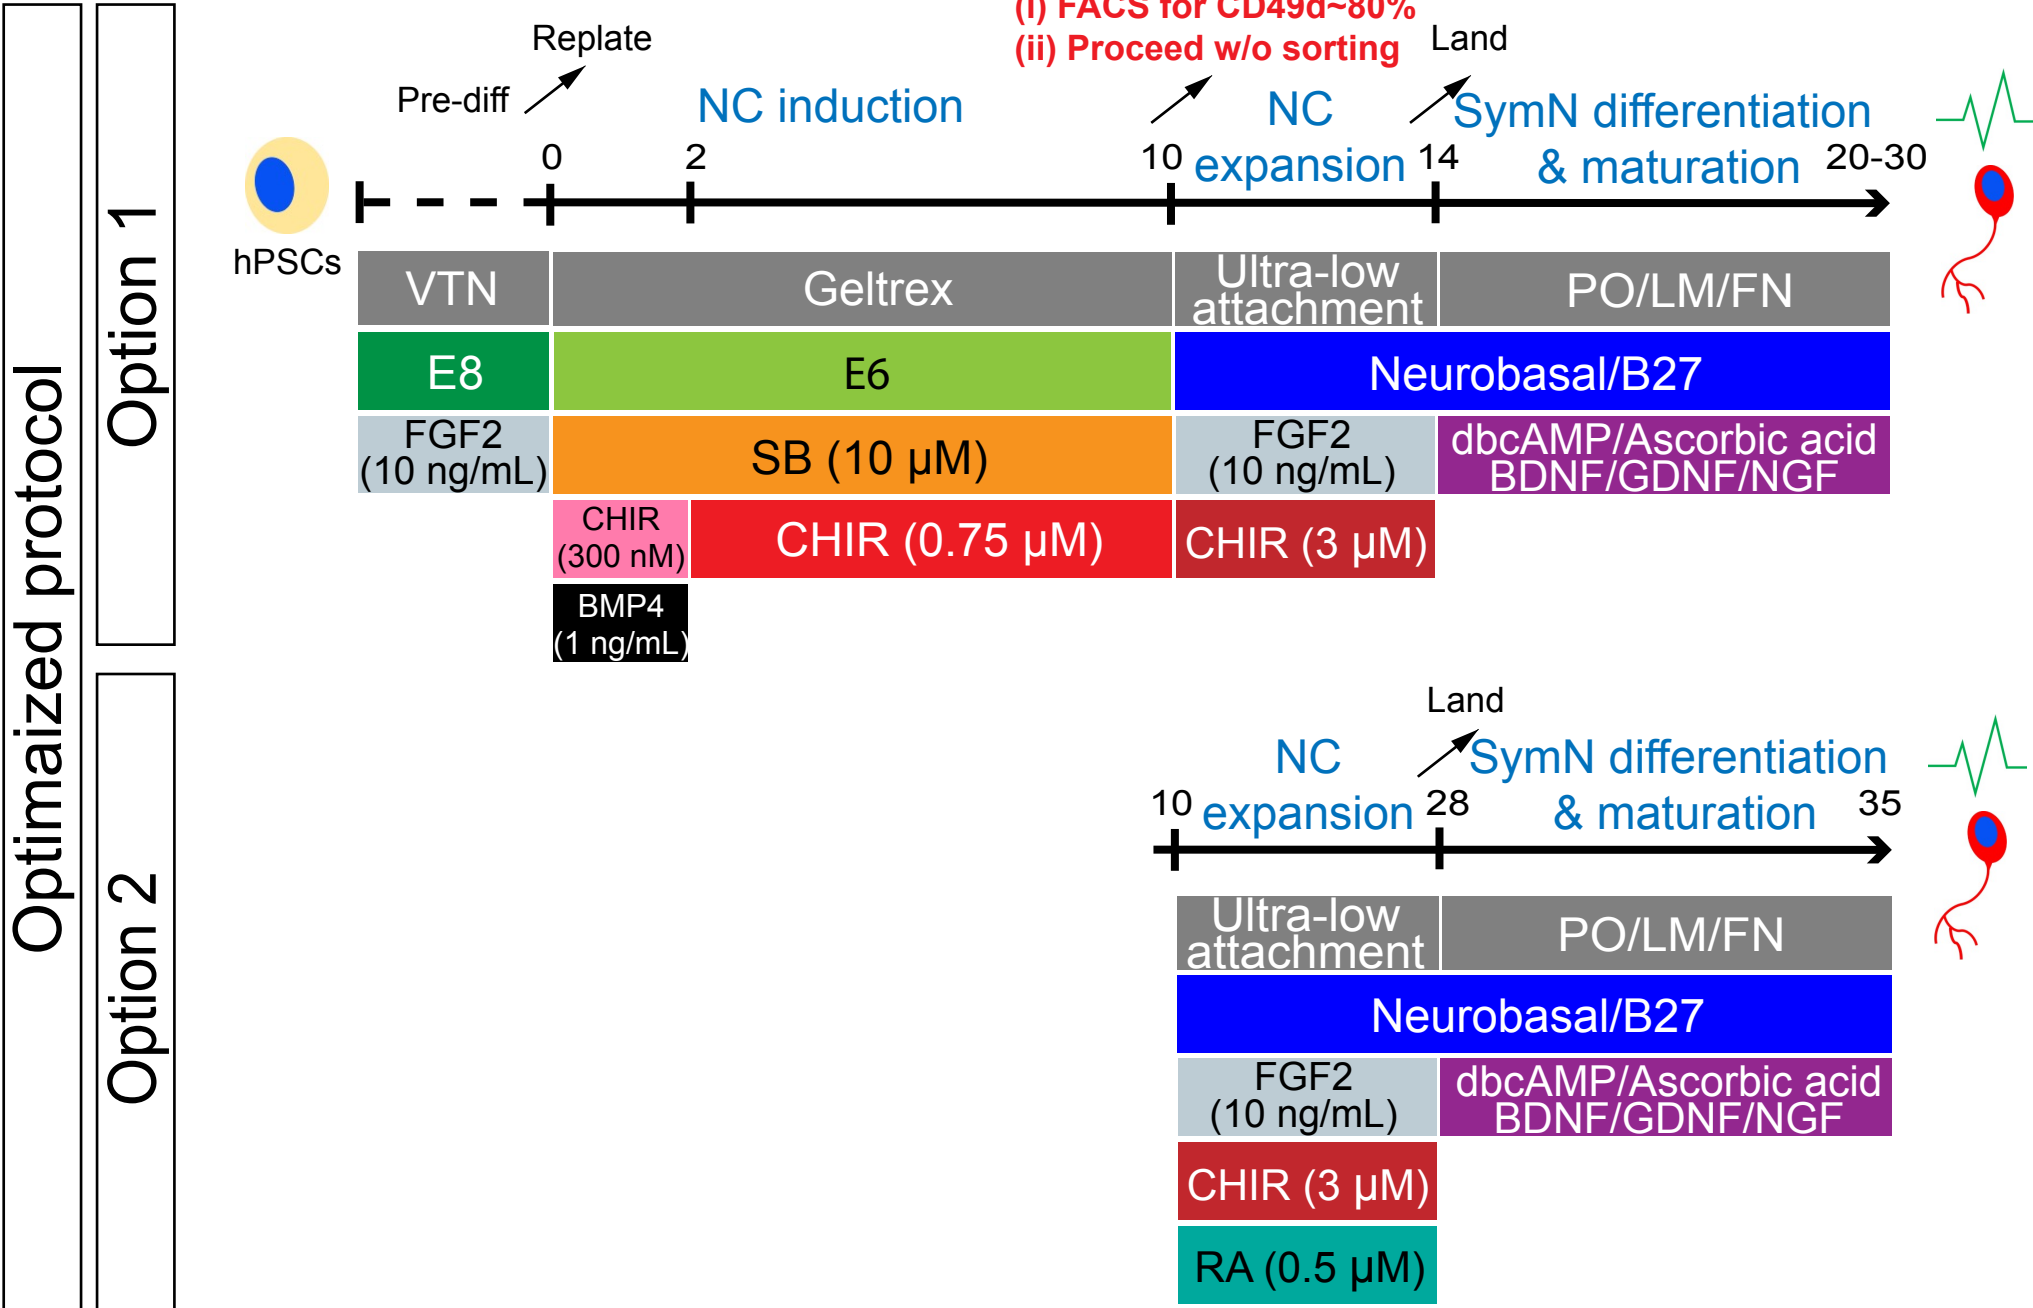 Optimaized protocol
Option 1
(i) FACS for CD49d~80%
(ii) Proceed w/o sorting
Replate
Land
Pre-diff
NC induction
NC
expansion
SymN differentiation
& maturation
0
2
10
14
20-30
hPSCs
VTN
Geltrex
Ultra-low
attachment
PO/LM/FN
E8
E6
Neurobasal/B27
FGF2
(10 ng/mL)
SB (10 µM)
FGF2
(10 ng/mL)
dbcAMP/Ascorbic acid
BDNF/GDNF/NGF
CHIR
(300 nM)
CHIR (0.75 µM)
CHIR (3 µM)
BMP4
(1 ng/mL)
Option 2
Land
NC
expansion
SymN differentiation
& maturation
10
28
35
Ultra-low
attachment
PO/LM/FN
Neurobasal/B27
FGF2
(10 ng/mL)
dbcAMP/Ascorbic acid
BDNF/GDNF/NGF
CHIR (3 µM)
RA (0.5 µM)